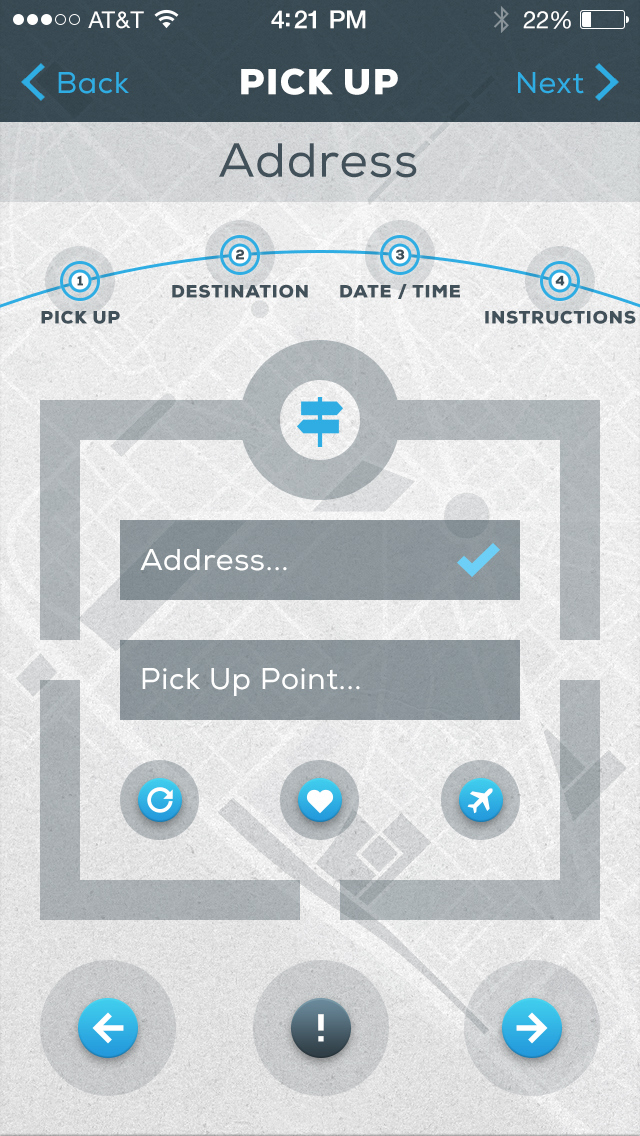 AT&T 4:21 PM 22%
Back PICK UP Next
Address
1 2 3 4
DESTINATION DATE / TIME
PICK UP INSTRUCTIONS
Address...
Pick Up Point...
!